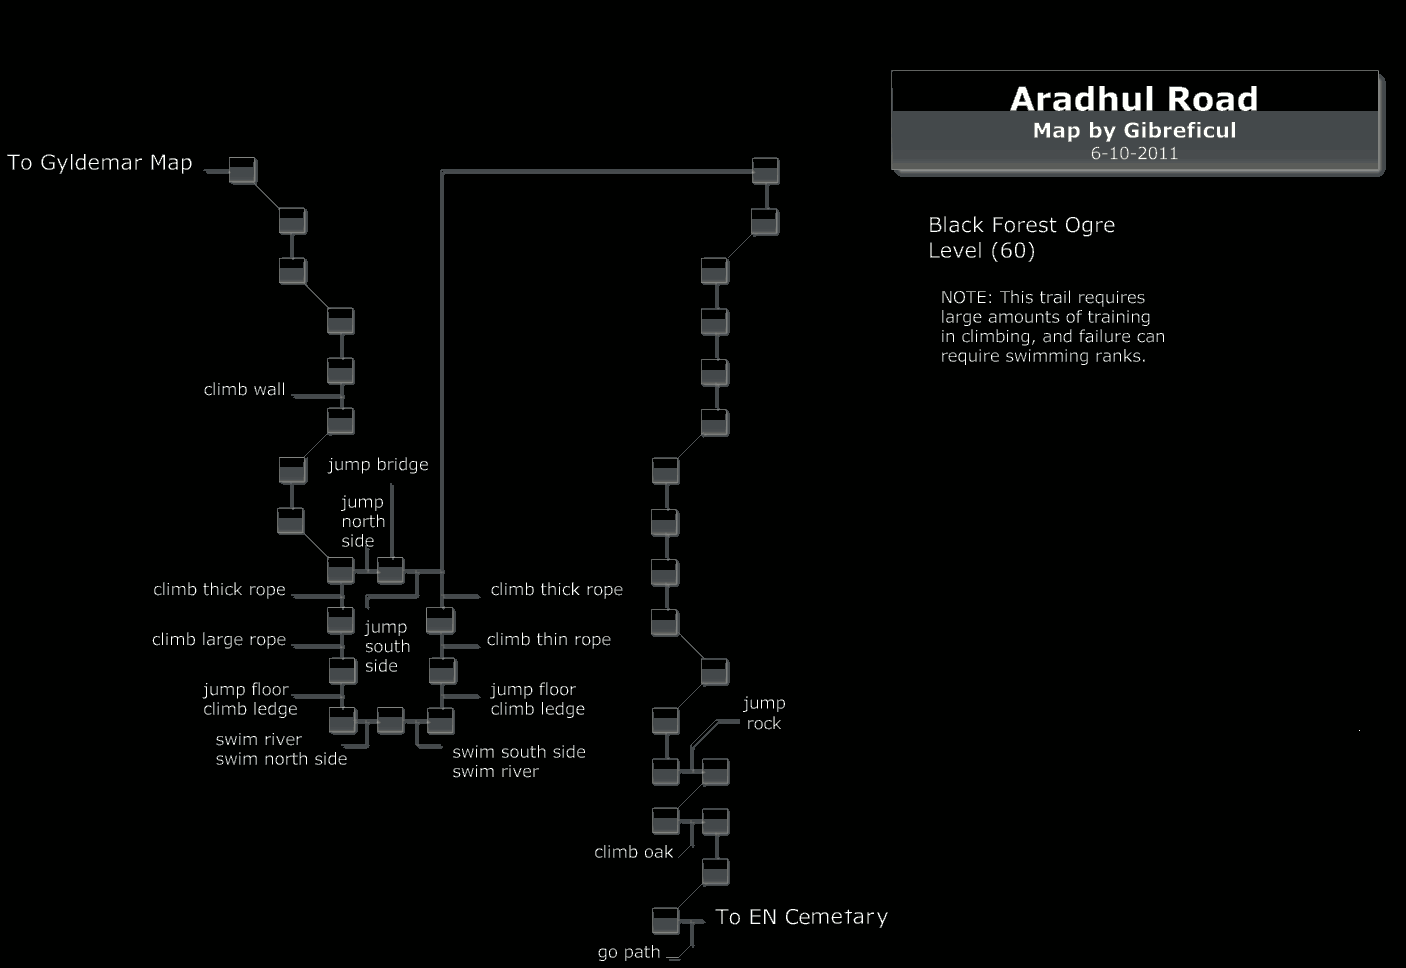 Aradhul Road
Map by Gibreficul
6-10-2011
To Gyldemar Map
Black Forest Ogre
Level (60)
NOTE: This trail requires
large amounts of training
in climbing, and failure can
require swimming ranks.
climb wall
jump bridge
jump
north
side
climb thick rope
climb thick rope
jump
south
side
climb large rope
climb thin rope
jump floor
climb ledge
jump floor
climb ledge
swim river
swim north side
swim south side
swim river
jump
rock
climb oak
To EN Cemetary
go path